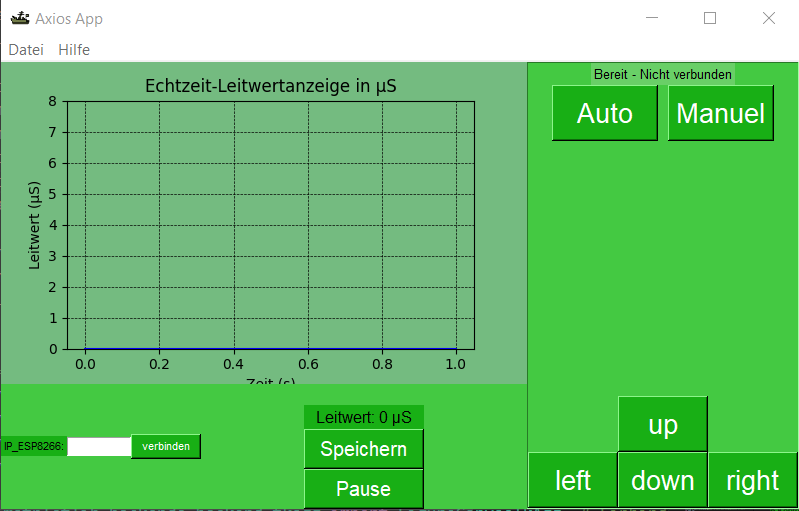 Axios App
Datei Hilfe
Echtzeit-Leitwertanzeige in µS
8
7
6
5
4
3
2
1
0
Leitwert (µS)
0.0 0.2 0.4 0.6 0.8 1.0
Zeit (s)
Bereit - Nicht verbunden
Auto Manuel
IP_ESP8266: verbinden
Leitwert: 0 µS
Speichern
Pause
up
left down right